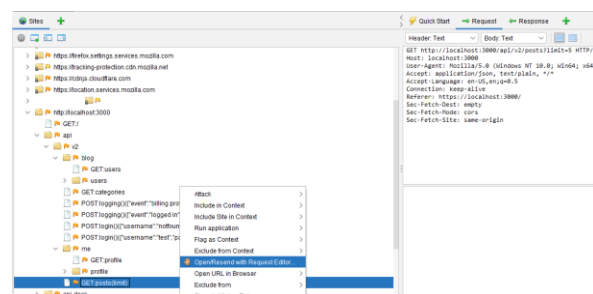 Sites
Quick Start
Request
Response
Header: Text
Body: Text
https://firefox.settings.services.mozilla.com
https://tracking-protection.cdn.mozilla.net
https://cdnjs.cloudflare.com
https://location.services.mozilla.com
http://localhost:3000
GET:/
api
v2
blog
GET:users
users
GET:categories
POST:logging()({"event":"billing pro
POST:logging()({"event":"logged in"
POST:login()({"username":"notfoun
POST:login()({"username":"test","pa
me
GET:profile
profile
GET:posts(limit)
Attack
Include in Context
Include Site in Context
Run application
Flag as Context
Exclude from Context
Open/Resend with Request Editor...
Open URL in Browser
Exclude from
GET http://localhost:3000/api/v2/posts?limit=5 HTTP/
Host: localhost:3000
User-Agent: Mozilla/5.0 (Windows NT 10.0; Win64; x64
Accept: application/json, text/plain, */*
Accept-Language: en-US,en;q=0.5
Connection: keep-alive
Referer: https://localhost:3000/
Sec-Fetch-Dest: empty
Sec-Fetch-Mode: cors
Sec-Fetch-Site: same-origin